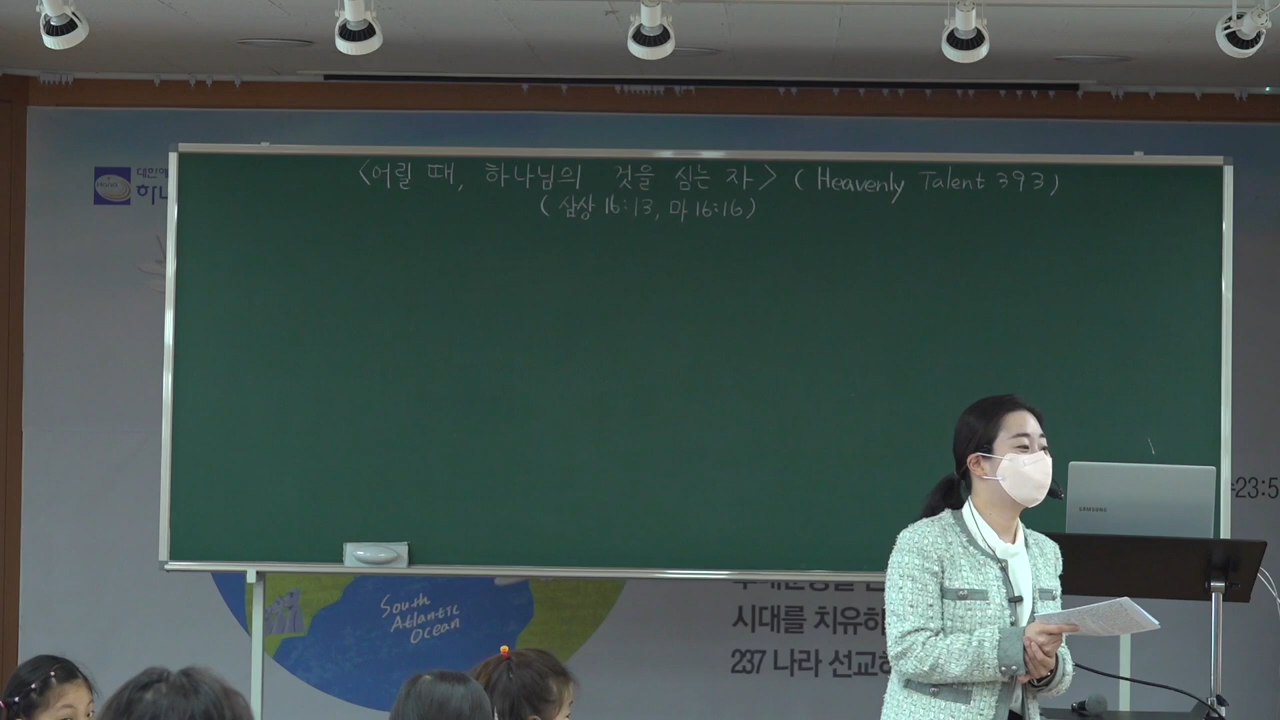 <어릴 때, 하나님의 것을 심는 자> (Heavenly Talent 393)
(삼상 16:13, 마 16:16)
SAMSUNG
South
Atlantic
Ocean
시대를 치유하
237 나라 선교